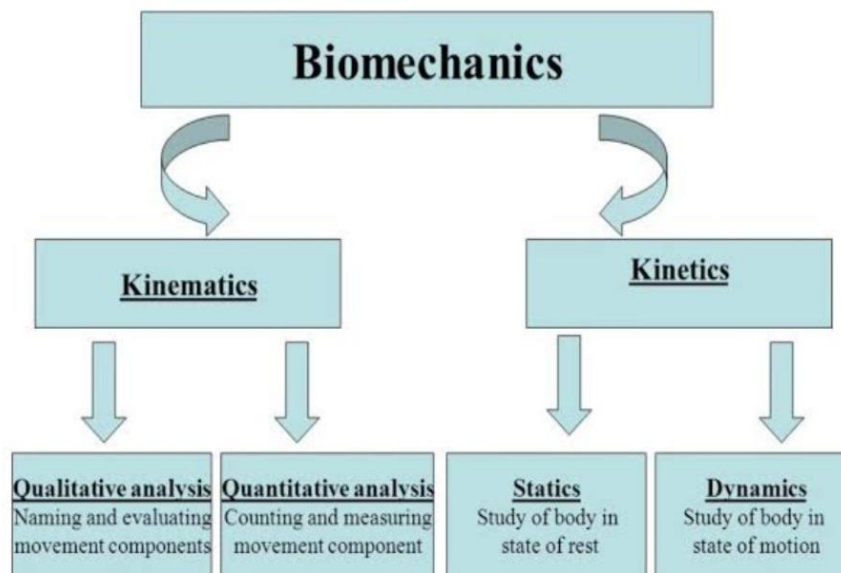 Biomechanics
Kinematics
Kinetics
Qualitative analysis
Naming and evaluating
movement components
Quantitative analysis
Counting and measuring
movement component
Statics
Study of body in
state of rest
Dynamics
Study of body in
state of motion